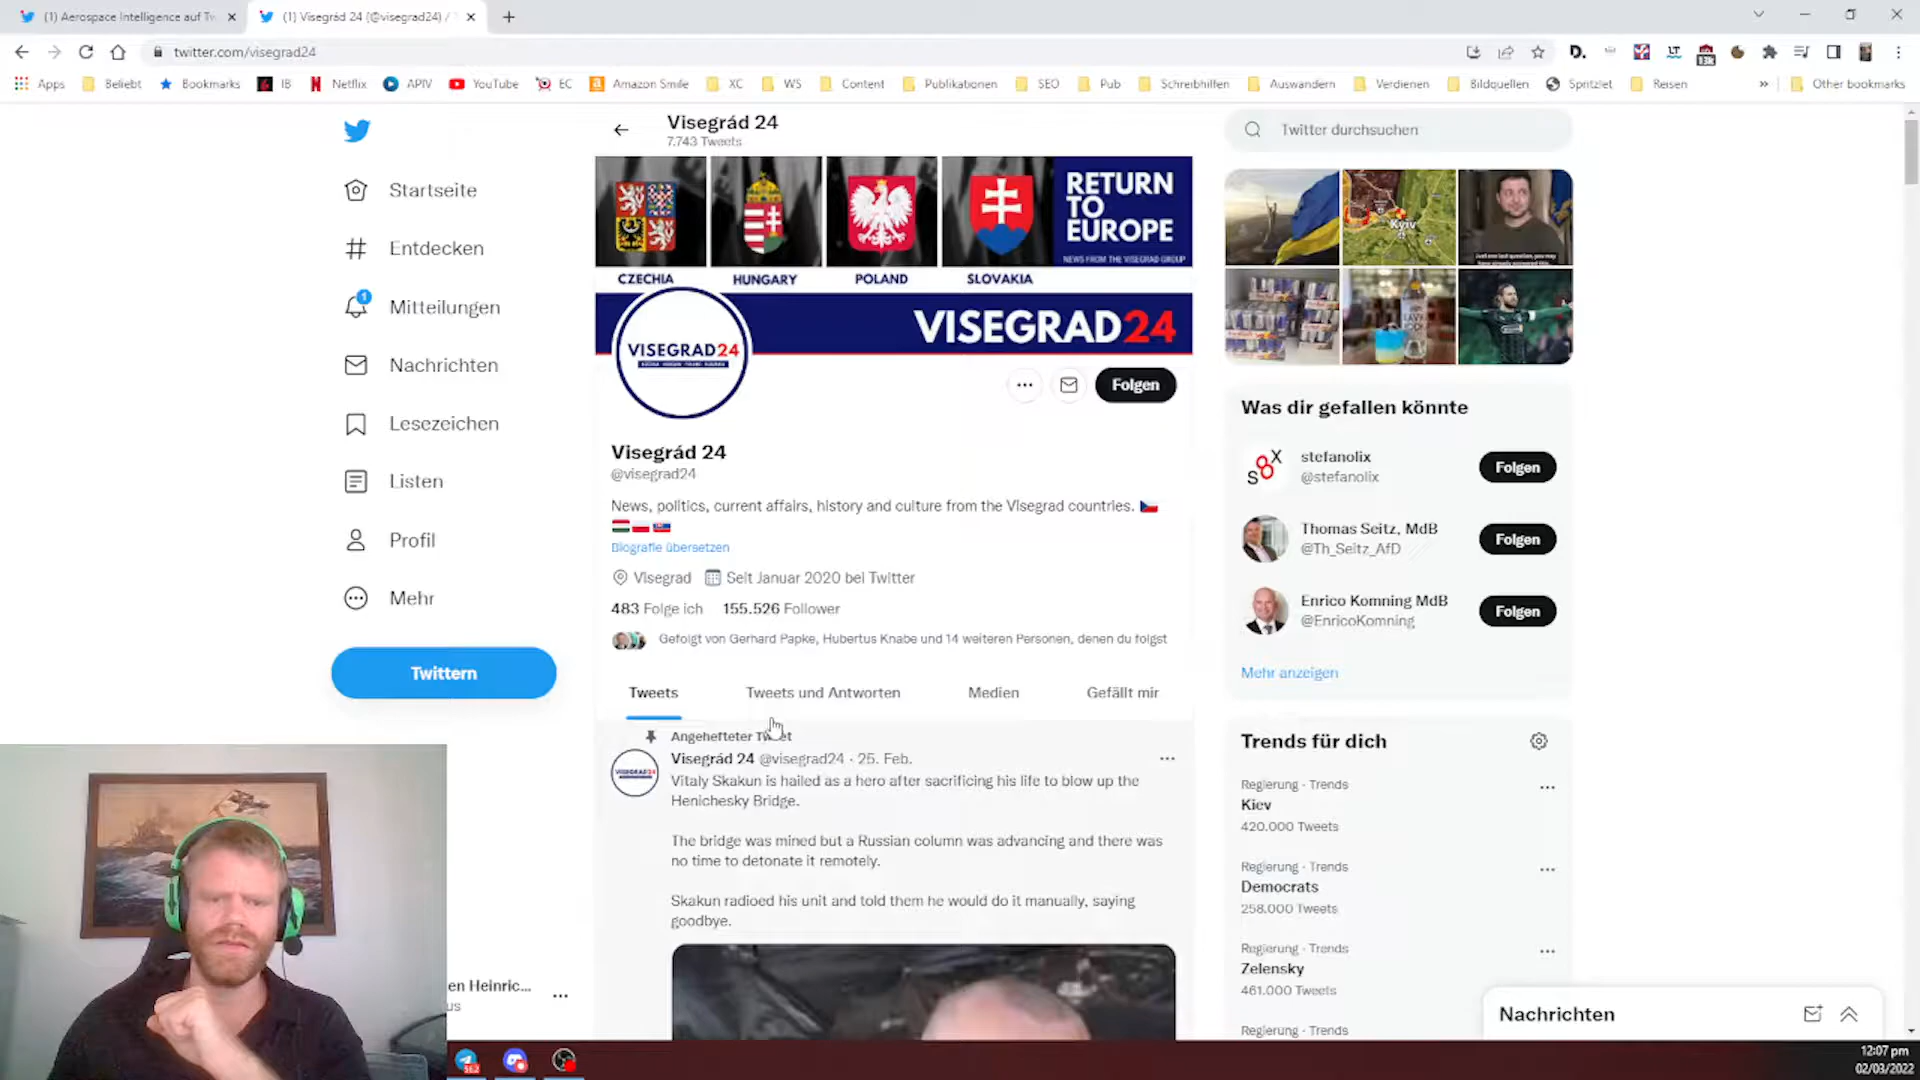 (1) Aerospace Intelligence auf Tw
(1) Visegrád 24 (@visegrad24) /
twitter.com/visegrad24
Apps
Beliebt
Bookmarks
IB
Netflix
APIV
YouTube
EC
Amazon Smile
XC
WS
Content
Publikationen
SEO
Pub
Schreibhilfen
Auswandern
Verdienen
Bildquellen
Spritziet
Reisen
Other bookmarks
Startseite
Entdecken
1
Mitteilungen
Nachrichten
Lesezeichen
Listen
Profil
Mehr
Twittern
en Heinric...
us
Visegrád 24
7.743 Tweets
CZECHIA
HUNGARY
POLAND
SLOVAKIA
RETURN
TO
EUROPE
NEWS FROM THE VISEGRAD GROUP
VISEGRAD24
VISEGRAD24
Folgen
Visegrád 24
@visegrad24
News, politics, current affairs, history and culture from the Visegrad countries.
Biografie übersetzen
Visegrad
Seit Januar 2020 bei Twitter
483 Folge ich 155.526 Follower
Gefolgt von Gerhard Papke, Hubertus Knabe und 14 weiteren Personen, denen du folgst
Tweets
Tweets und Antworten
Medien
Gefällt mir
Angehefteter Tweet
Visegrád 24 @visegrad24 · 25. Feb.
VISEGRAD24
Vitaly Skakun is hailed as a hero after sacrificing his life to blow up the
Henichesky Bridge.
The bridge was mined but a Russian column was advancing and there was
no time to detonate it remotely.
Skakun radioed his unit and told them he would do it manually, saying
goodbye.
Twitter durchsuchen
Kyiv
Was dir gefallen könnte
stefanolix
@stefanolix
Folgen
Thomas Seitz, MdB
@Th_Seitz_AfD
Folgen
Enrico Komning MdB
@EnricoKomning
Folgen
Mehr anzeigen
Trends für dich
Regierung · Trends
Kiev
420.000 Tweets
Regierung · Trends
Democrats
258.000 Tweets
Regierung · Trends
Zelensky
461.000 Tweets
Regierung · Trends
Nachrichten
12:07 pm
02/03/2022